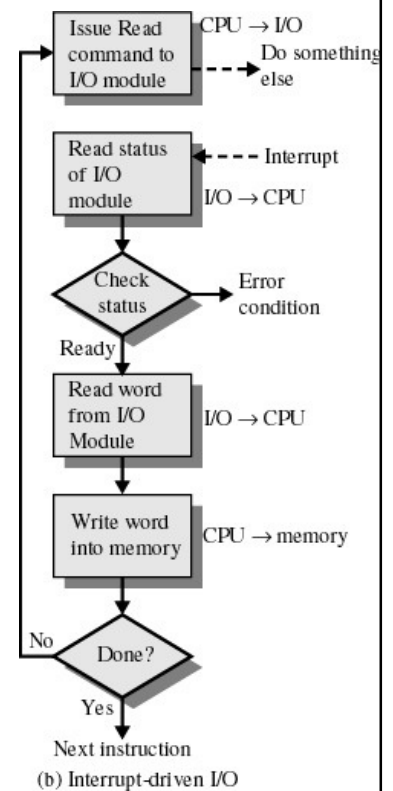 Issue Read
command to
I/O module
CPU → I/O
Do something
else
Read status
of I/O
module
Interrupt
I/O → CPU
Check
status
Error
condition
Ready
Read word
from I/O
Module
I/O → CPU
Write word
into memory
CPU → memory
No
Done?
Yes
Next instruction
(b) Interrupt-driven I/O